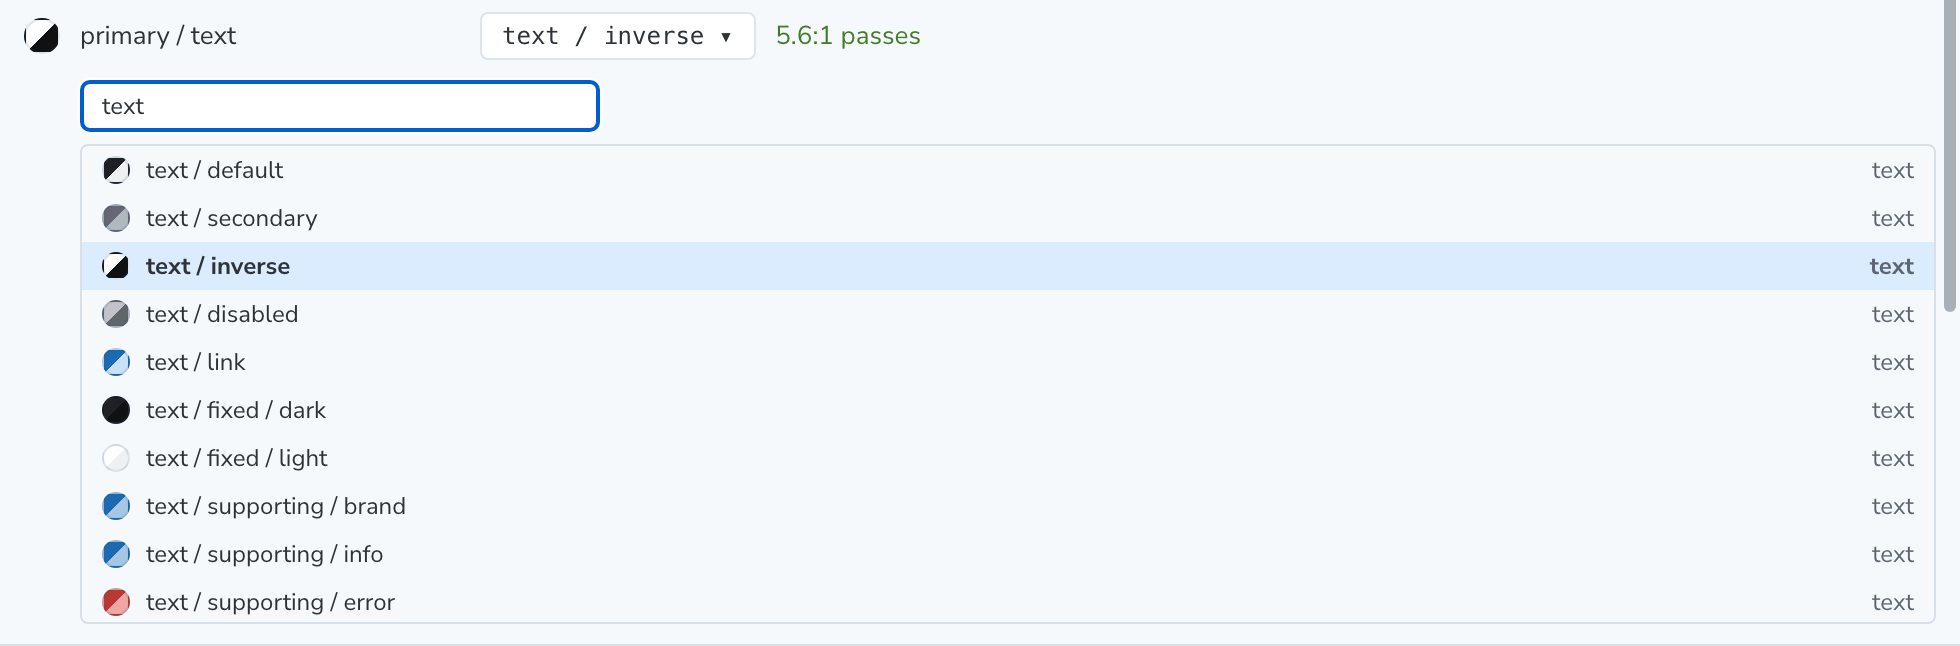 primary / text
text / inverse ▼
5.6:1 passes
text
text / default text
text / secondary text
text / inverse text
text / disabled text
text / link text
text / fixed / dark text
text / fixed / light text
text / supporting / brand text
text / supporting / info text
text / supporting / error text